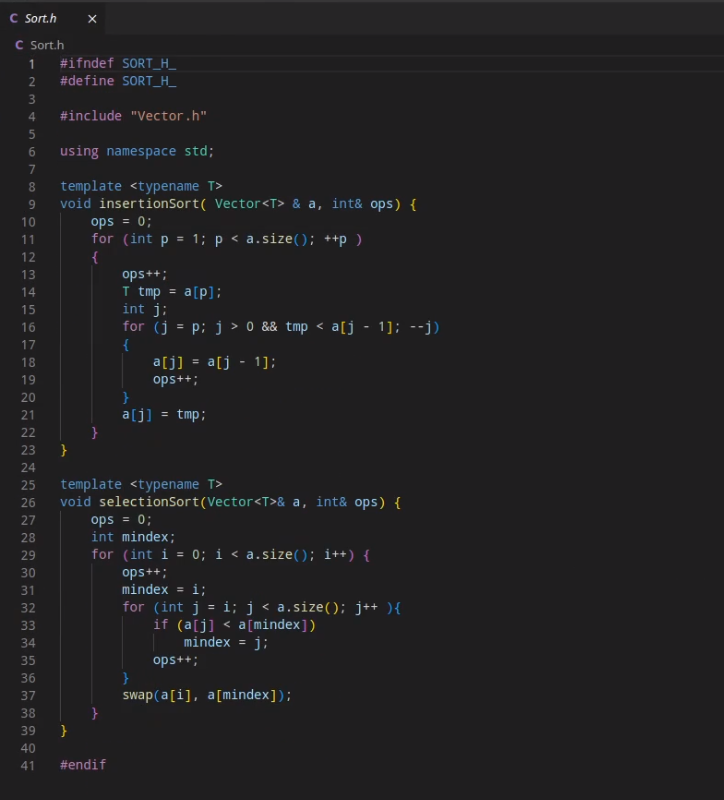 C Sort.h ×
C Sort.h
1 #ifndef SORT_H_
2 #define SORT_H_
3
4 #include "Vector.h"
5
6 using namespace std;
7
8 template <typename T>
9 void insertionSort( Vector<T> & a, int& ops) {
10     ops = 0;
11     for (int p = 1; p < a.size(); ++p )
12     {
13         ops++;
14         T tmp = a[p];
15         int j;
16         for (j = p; j > 0 && tmp < a[j - 1]; --j)
17         {
18             a[j] = a[j - 1];
19             ops++;
20         }
21         a[j] = tmp;
22     }
23 }
24
25 template <typename T>
26 void selectionSort(Vector<T>& a, int& ops) {
27     ops = 0;
28     int mindex;
29     for (int i = 0; i < a.size(); i++) {
30         ops++;
31         mindex = i;
32         for (int j = i; j < a.size(); j++ ){
33             if (a[j] < a[mindex])
34                 mindex = j;
35             ops++;
36         }
37         swap(a[i], a[mindex]);
38     }
39 }
40
41 #endif